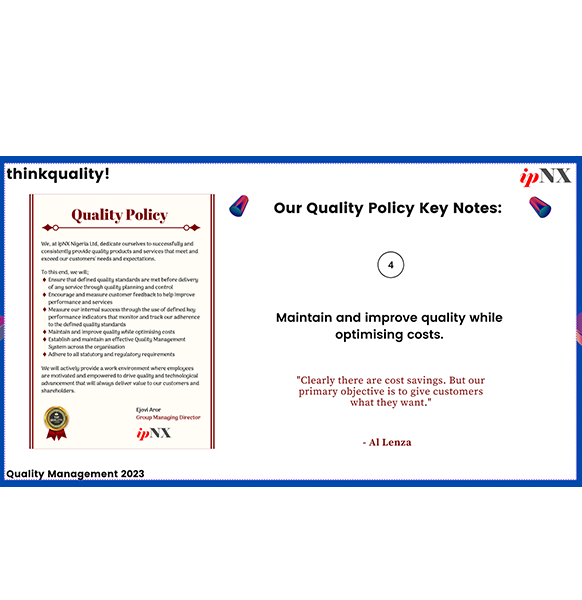 thinkquality!
ipNX
Quality Policy
We, at ipNX Nigeria Ltd, dedicate ourselves to successfully and
consistently provide quality products and services that meet and
exceed our customers' needs and expectations.
To this end, we will;
Ensure that defined quality standards are met before delivery
of any service through quality planning and control
Encourage and measure customer feedback to help improve
performance and services
Measure our internal success through the use of defined key
performance indicators that monitor and track our adherence
to the defined quality standards
Maintain and improve quality while optimising costs
Establish and maintain an effective Quality Management
System across the organisation
Adhere to all statutory and regulatory requirements
We will actively provide a work environment where employees
are motivated and empowered to drive quality and technological
advancement that will always deliver value to our customers and
shareholders.
Ejovi Aror
Group Managing Director
ipNX
Our Quality Policy Key Notes:
4
Maintain and improve quality while
optimising costs.
"Clearly there are cost savings. But our
primary objective is to give customers
what they want."
- Al Lenza
Quality Management 2023